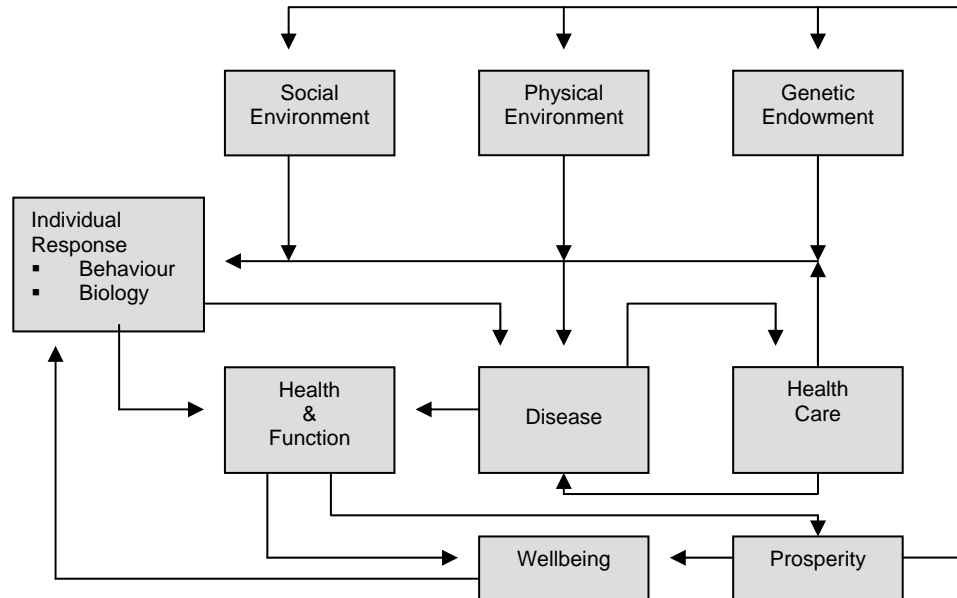 Social
Environment
Physical
Environment
Genetic
Endowment
Individual
Response
▪ Behaviour
▪ Biology
Health
&
Function
Disease
Health
Care
Wellbeing
Prosperity